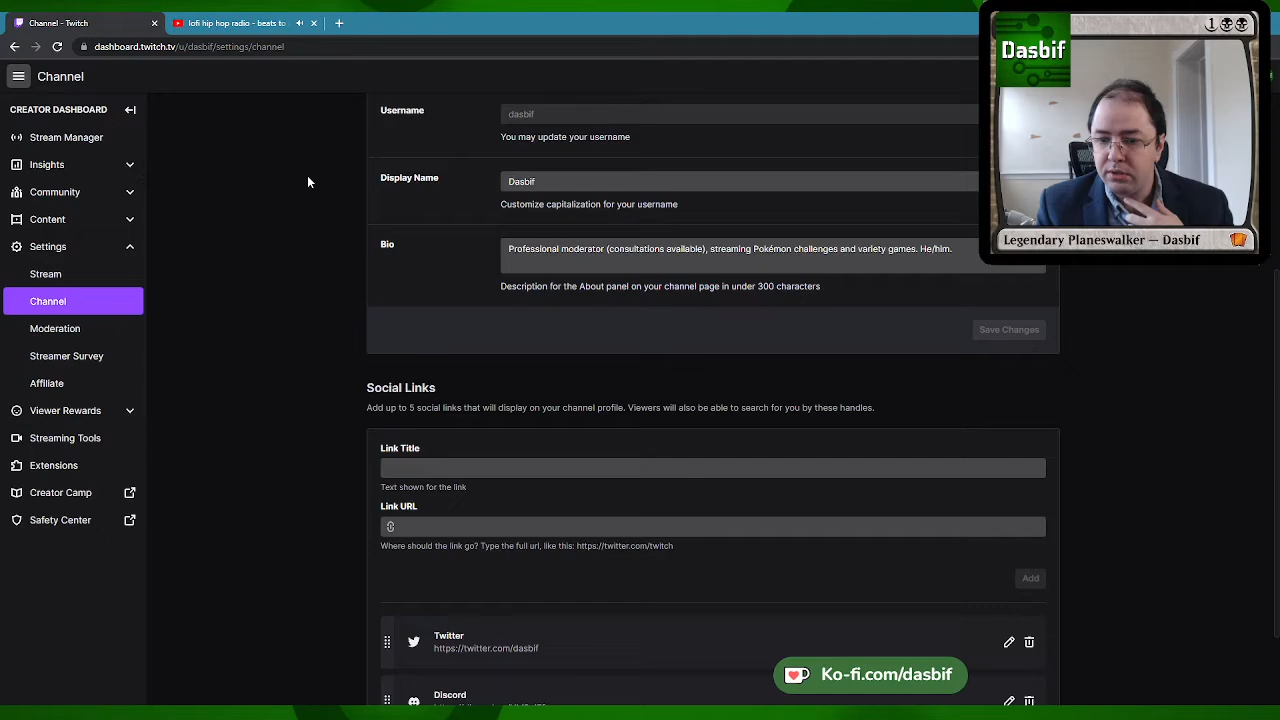 Channel - Twitch
lofi hip hop radio - beats to
dashboard.twitch.tv/u/dasbif/settings/channel
Channel
CREATOR DASHBOARD
Stream Manager
Insights
Community
Content
Settings
Stream
Channel
Moderation
Streamer Survey
Affiliate
Viewer Rewards
Streaming Tools
Extensions
Creator Camp
Safety Center
Username
dasbif
You may update your username
Display Name
Dasbif
Customize capitalization for your username
Bio
Professional moderator (consultations available), streaming Pokémon challenges and variety games. He/him.
Description for the About panel on your channel page in under 300 characters
Save Changes
Social Links
Add up to 5 social links that will display on your channel profile. Viewers will also be able to search for you by these handles.
Link Title
Text shown for the link
Link URL
Where should the link go? Type the full url, like this: https://twitter.com/twitch
Add
Twitter
https://twitter.com/dasbif
Discord
Ko-fi.com/dasbif
Dasbif
1
Legendary Planeswalker — Dasbif